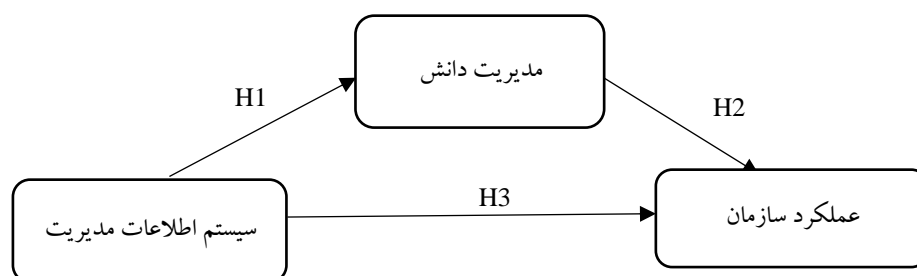 مدیریت دانش
H1
H2
سیستم اطلاعات مدیریت
H3
عملکرد سازمان